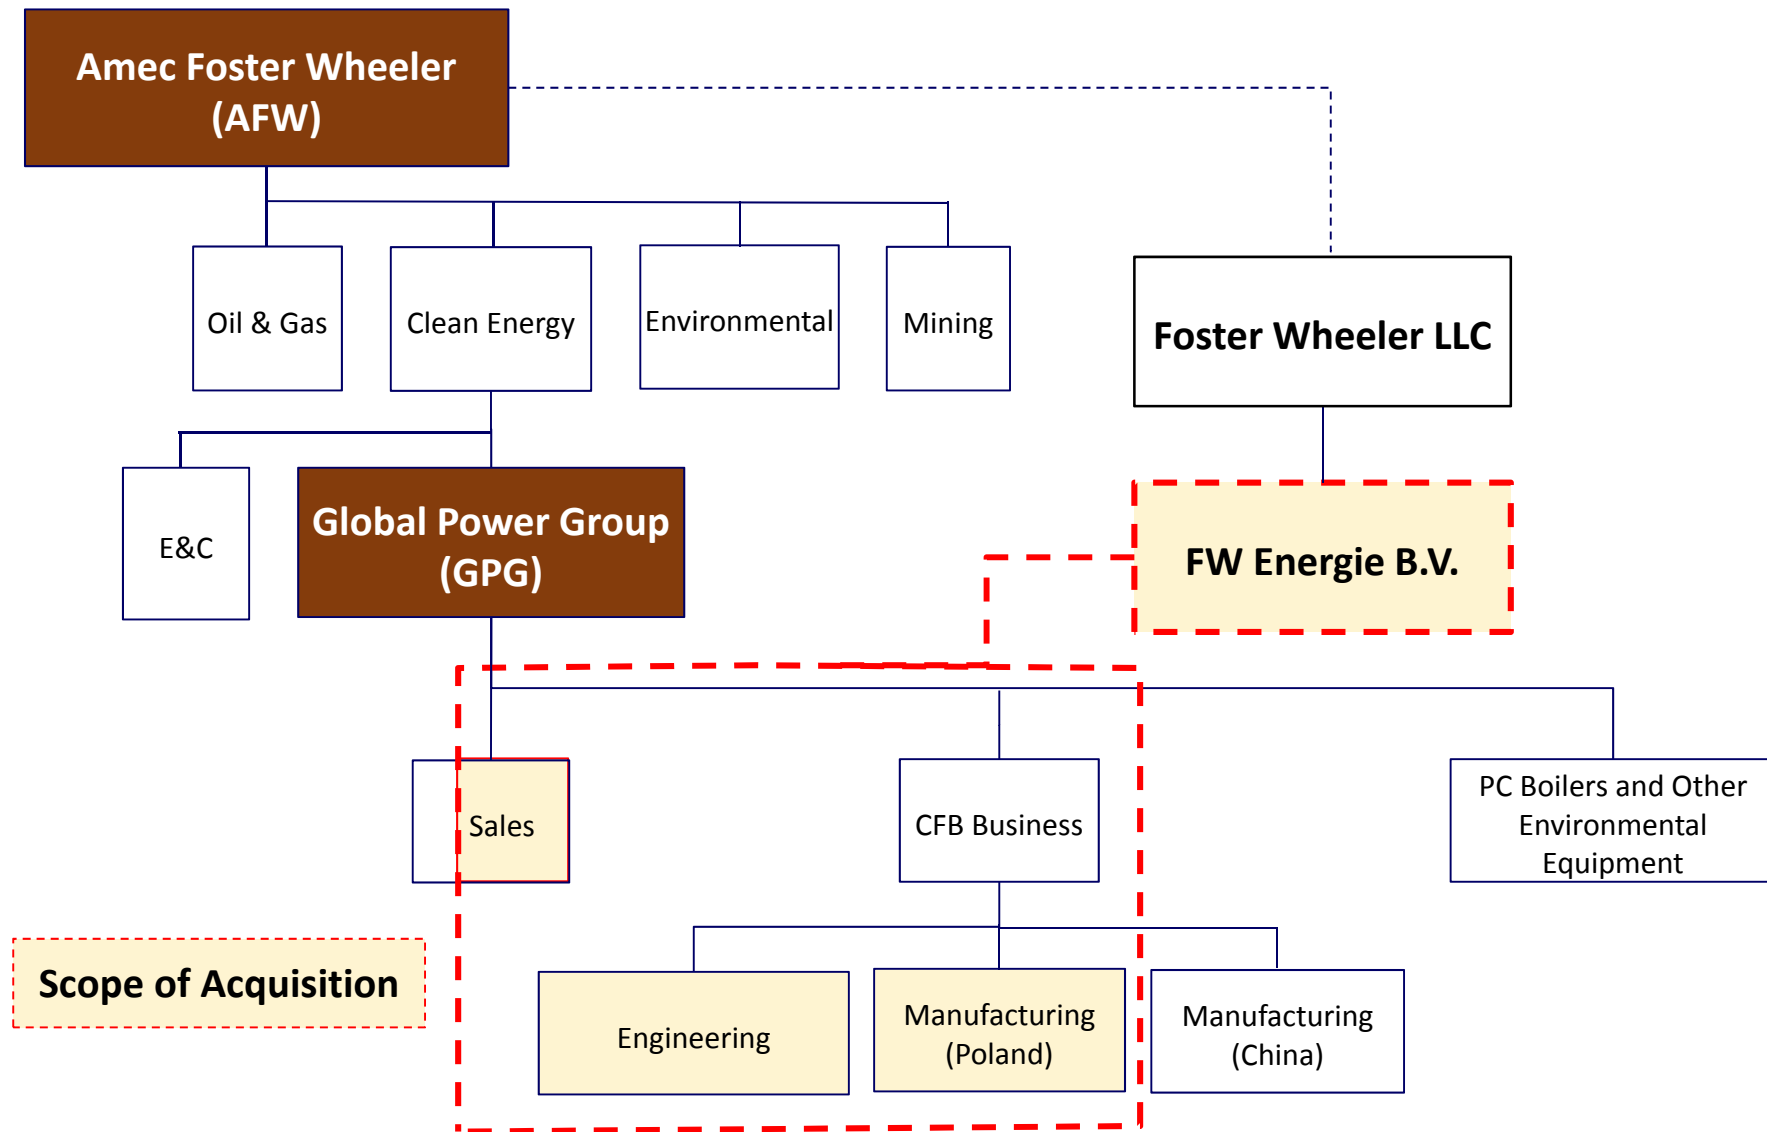 Amec Foster Wheeler
(AFW)
Oil & Gas
Clean Energy
Environmental
Mining
Foster Wheeler LLC
E&C
Global Power Group
(GPG)
FW Energie B.V.
Sales
CFB Business
PC Boilers and Other
Environmental
Equipment
Scope of Acquisition
Engineering
Manufacturing
(Poland)
Manufacturing
(China)